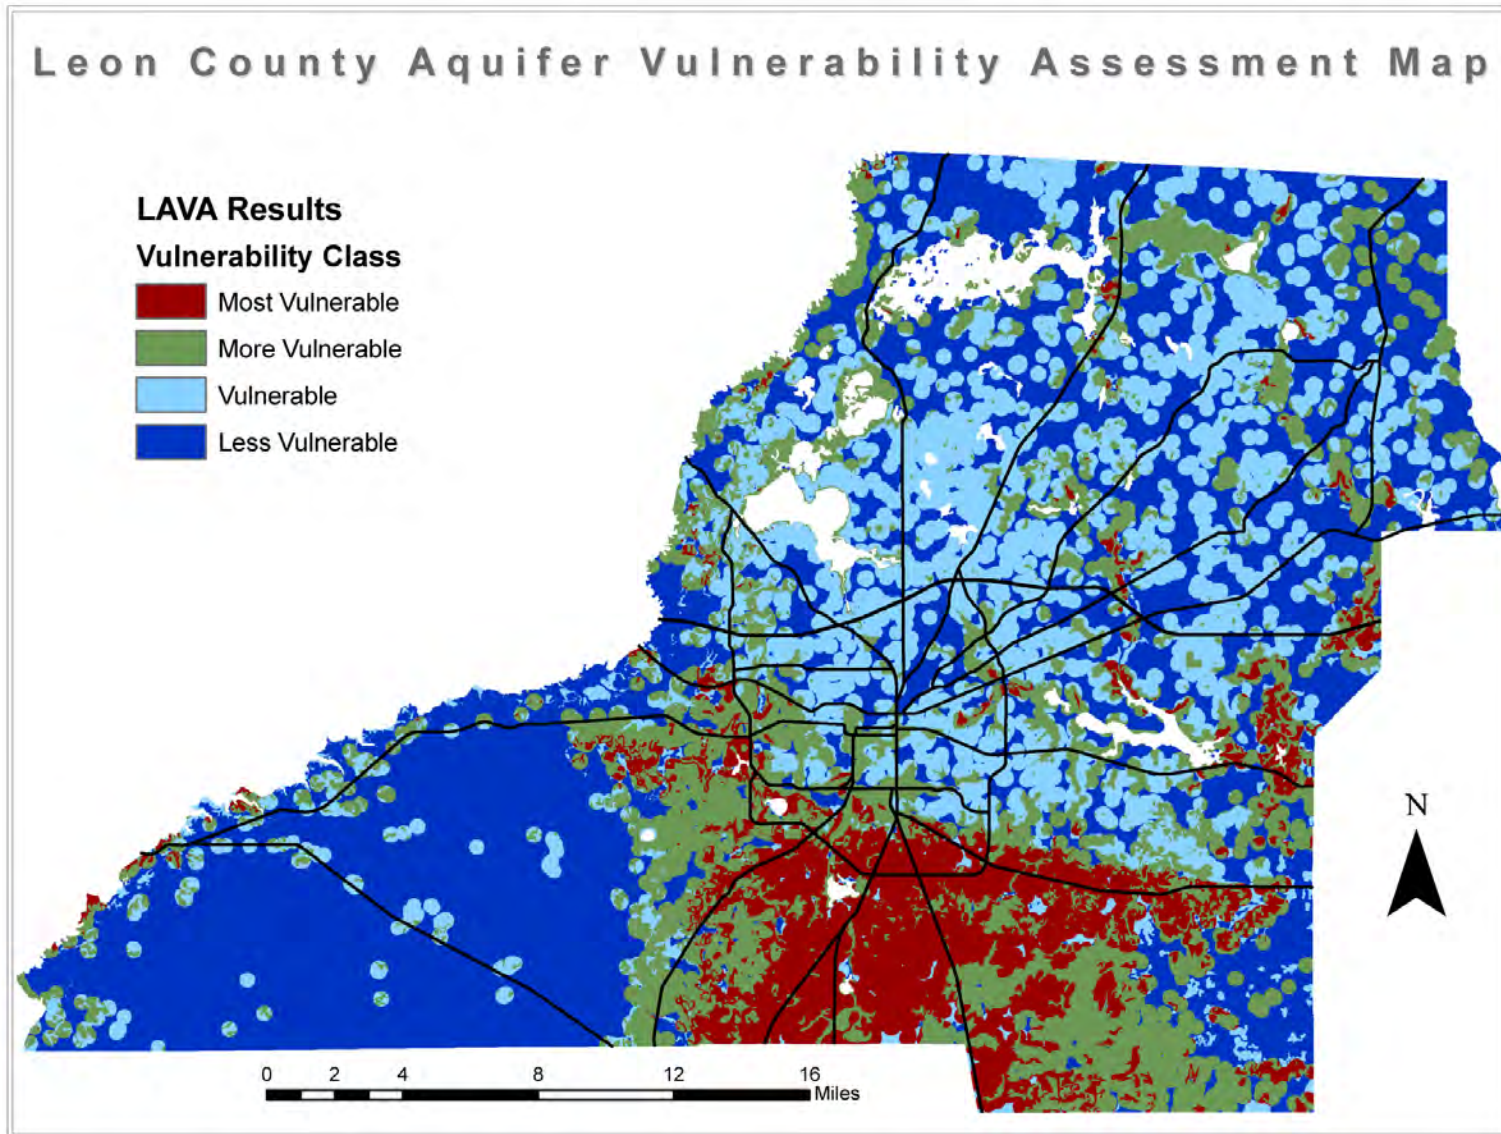 Leon County Aquifer Vulnerability Assessment Map
LAVA Results
Vulnerability Class
Most Vulnerable
More Vulnerable
Vulnerable
Less Vulnerable
N
0 2 4 8 12 16
Miles